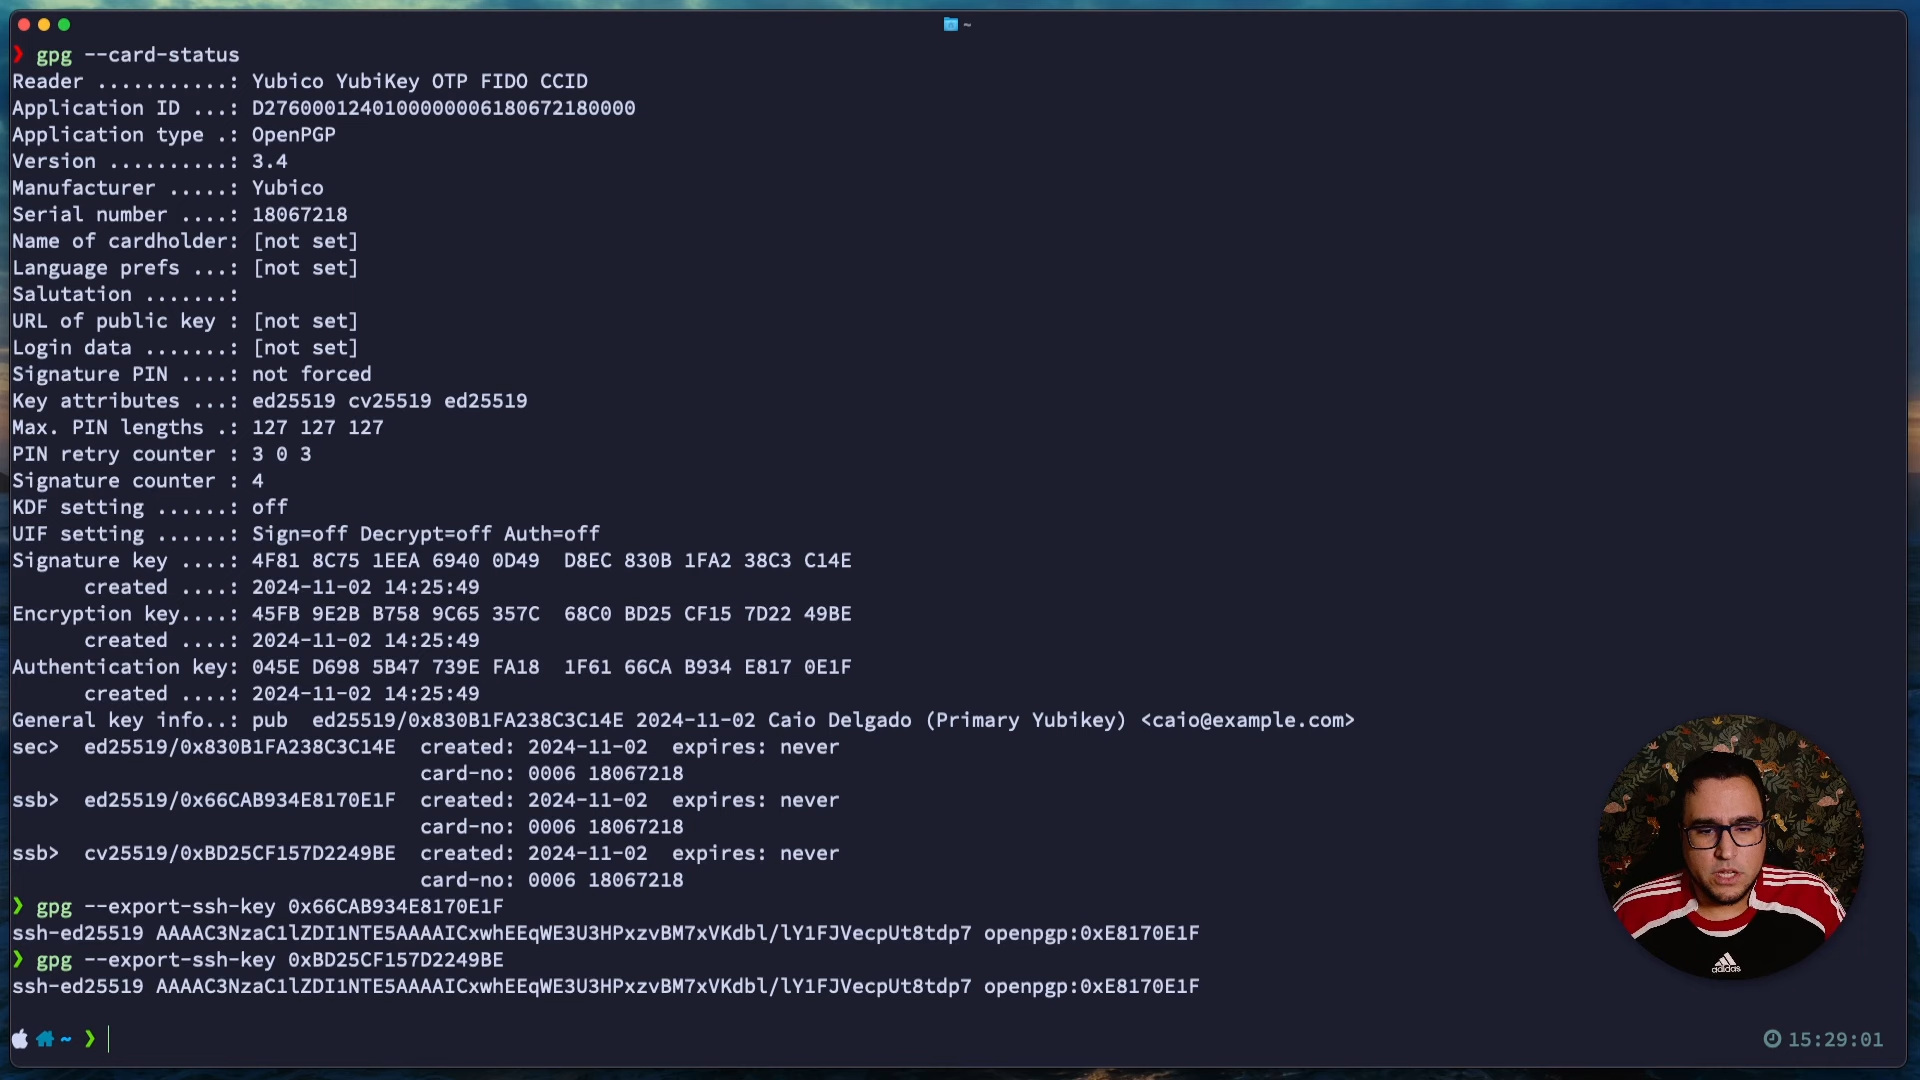 ~
❯ gpg --card-status
Reader ...........: Yubico YubiKey OTP FIDO CCID
Application ID ...: D2760001240100000006180672180000
Application type .: OpenPGP
Version ..........: 3.4
Manufacturer .....: Yubico
Serial number ....: 18067218
Name of cardholder: [not set]
Language prefs ...: [not set]
Salutation .......:
URL of public key : [not set]
Login data .......: [not set]
Signature PIN ....: not forced
Key attributes ...: ed25519 cv25519 ed25519
Max. PIN lengths .: 127 127 127
PIN retry counter : 3 0 3
Signature counter : 4
KDF setting ......: off
UIF setting ......: Sign=off Decrypt=off Auth=off
Signature key ....: 4F81 8C75 1EEA 6940 0D49  D8EC 830B 1FA2 38C3 C14E
      created ....: 2024-11-02 14:25:49
Encryption key....: 45FB 9E2B B758 9C65 357C  68C0 BD25 CF15 7D22 49BE
      created ....: 2024-11-02 14:25:49
Authentication key: 045E D698 5B47 739E FA18  1F61 66CA B934 E817 0E1F
      created ....: 2024-11-02 14:25:49
General key info..: pub  ed25519/0x830B1FA238C3C14E 2024-11-02 Caio Delgado (Primary Yubikey) <caio@example.com>
sec>  ed25519/0x830B1FA238C3C14E  created: 2024-11-02  expires: never
                                  card-no: 0006 18067218
ssb>  ed25519/0x66CAB934E8170E1F  created: 2024-11-02  expires: never
                                  card-no: 0006 18067218
ssb>  cv25519/0xBD25CF157D2249BE  created: 2024-11-02  expires: never
                                  card-no: 0006 18067218
❯ gpg --export-ssh-key 0x66CAB934E8170E1F
ssh-ed25519 AAAAC3NzaC1lZDI1NTE5AAAAICxwhEEqWE3U3HPxzvBM7xVKdbl/lY1FJVecpUt8tdp7 openpgp:0xE8170E1F
❯ gpg --export-ssh-key 0xBD25CF157D2249BE
ssh-ed25519 AAAAC3NzaC1lZDI1NTE5AAAAICxwhEEqWE3U3HPxzvBM7xVKdbl/lY1FJVecpUt8tdp7 openpgp:0xE8170E1F
adidas
~ ❯ 15:29:01